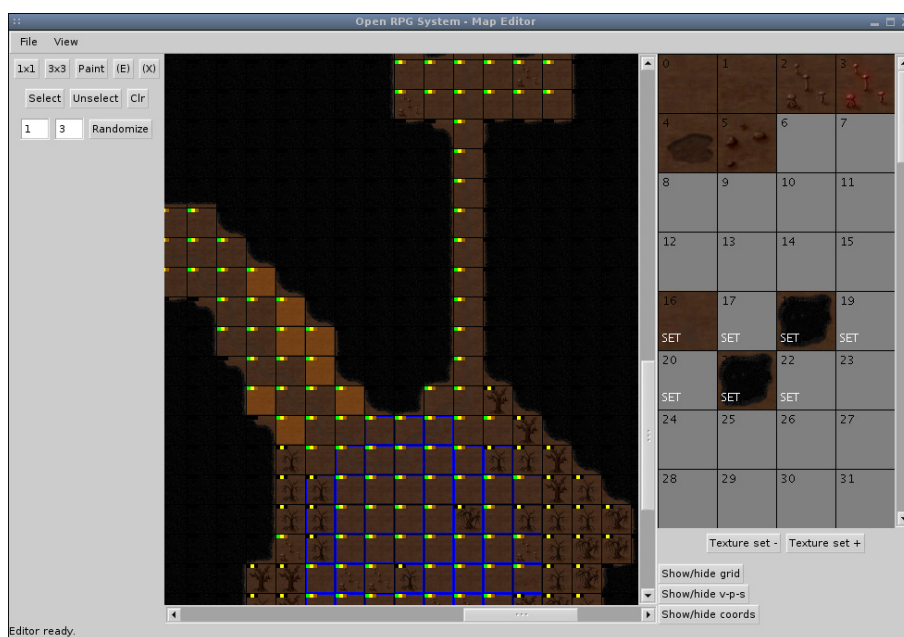 Open RPG System - Map Editor
File View
1x1 3x3 Paint (E) (X)
Select Unselect Clr
1 3 Randomize
0 1 2 3
4 5 6 7
8 9 10 11
12 13 14 15
16 17 19
SET SET SET SET
20 22 23
SET SET SET
24 25 26 27
28 29 30 31
Texture set - Texture set +
Show/hide grid
Show/hide v-p-s
Show/hide coords
Editor ready.